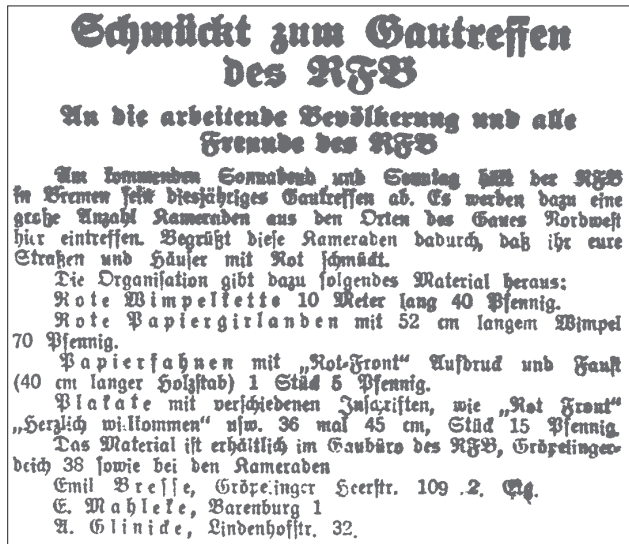 Schmückt zum Gautreffen
des RFB
An die arbeitende Bevölkerung und alle
Freunde des RFB
Am kommenden Sonnabend und Sonntag hält der RFB
in Bremen sein diesjähriges Gautreffen ab. Es werden dazu eine
große Anzahl Kameraden aus den Orten des Gaues Nordwest
hier eintreffen. Begrüßt diese Kameraden dadurch, daß ihr eure
Straßen und Häuser mit Rot schmückt.
Die Organisation gibt dazu folgendes Material heraus:
Rote Wimpelkette 10 Meter lang 40 Pfennig.
Rote Papiergirlanden mit 52 cm langem Wimpel
70 Pfennig.
Papierfahnen mit „Rot-Front“ Aufdruck und Faust
(40 cm langer Holzstab) 1 Stück 5 Pfennig.
Plakate mit verschiedenen Inschriften, wie „Rot Front“
„Herzlich willkommen“ usw. 36 mal 45 cm, Stück 15 Pfennig
Das Material ist erhältlich im Gaubüro des RFB, Gröpelinger-
deich 38 sowie bei den Kameraden
Emil Bresse, Gröpelinger Heerstr. 109 2. Etg.
E. Mahleke, Barenburg 1
A. Glinicke, Lindenhofstr. 32.